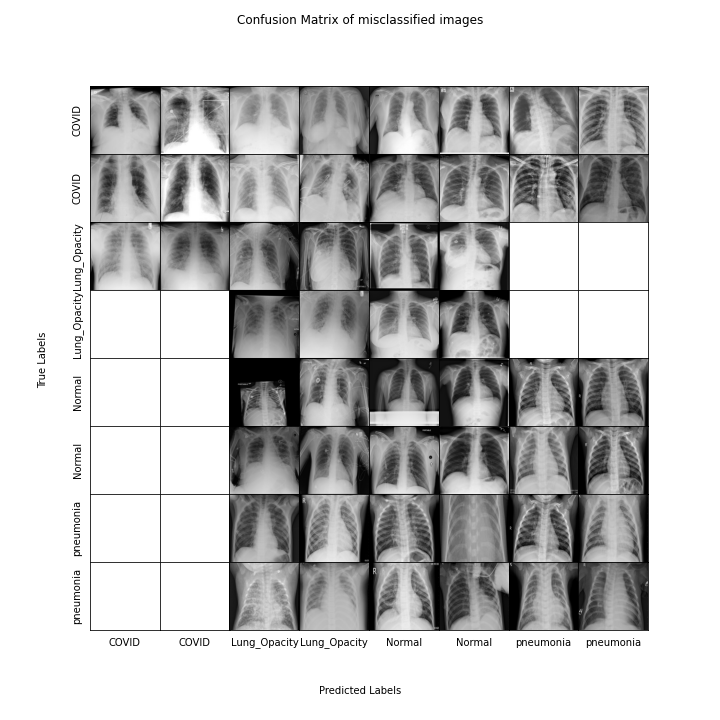 Confusion Matrix of misclassified images
True Labels
COVID
COVID
Lung_Opacity
Lung_Opacity
Normal
Normal
pneumonia
pneumonia
COVID
COVID
Lung_Opacity
Lung_Opacity
Normal
Normal
pneumonia
pneumonia
Predicted Labels